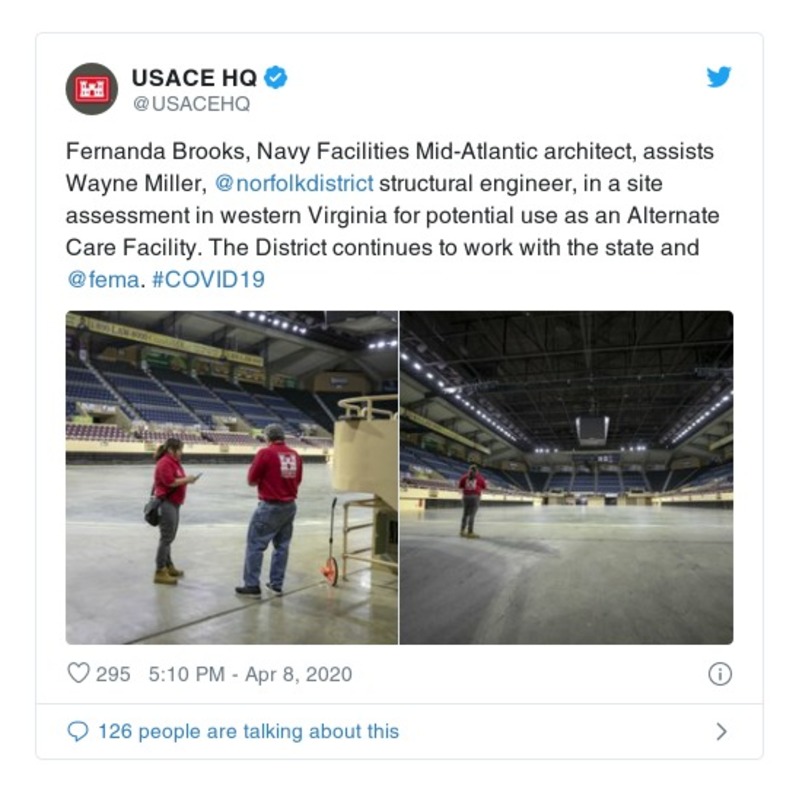 USACE HQ
@USACEHQ
Fernanda Brooks, Navy Facilities Mid-Atlantic architect, assists
Wayne Miller, @norfolkdistrict structural engineer, in a site
assessment in western Virginia for potential use as an Alternate
Care Facility. The District continues to work with the state and
@fema. #COVID19
295 5:10 PM - Apr 8, 2020
126 people are talking about this